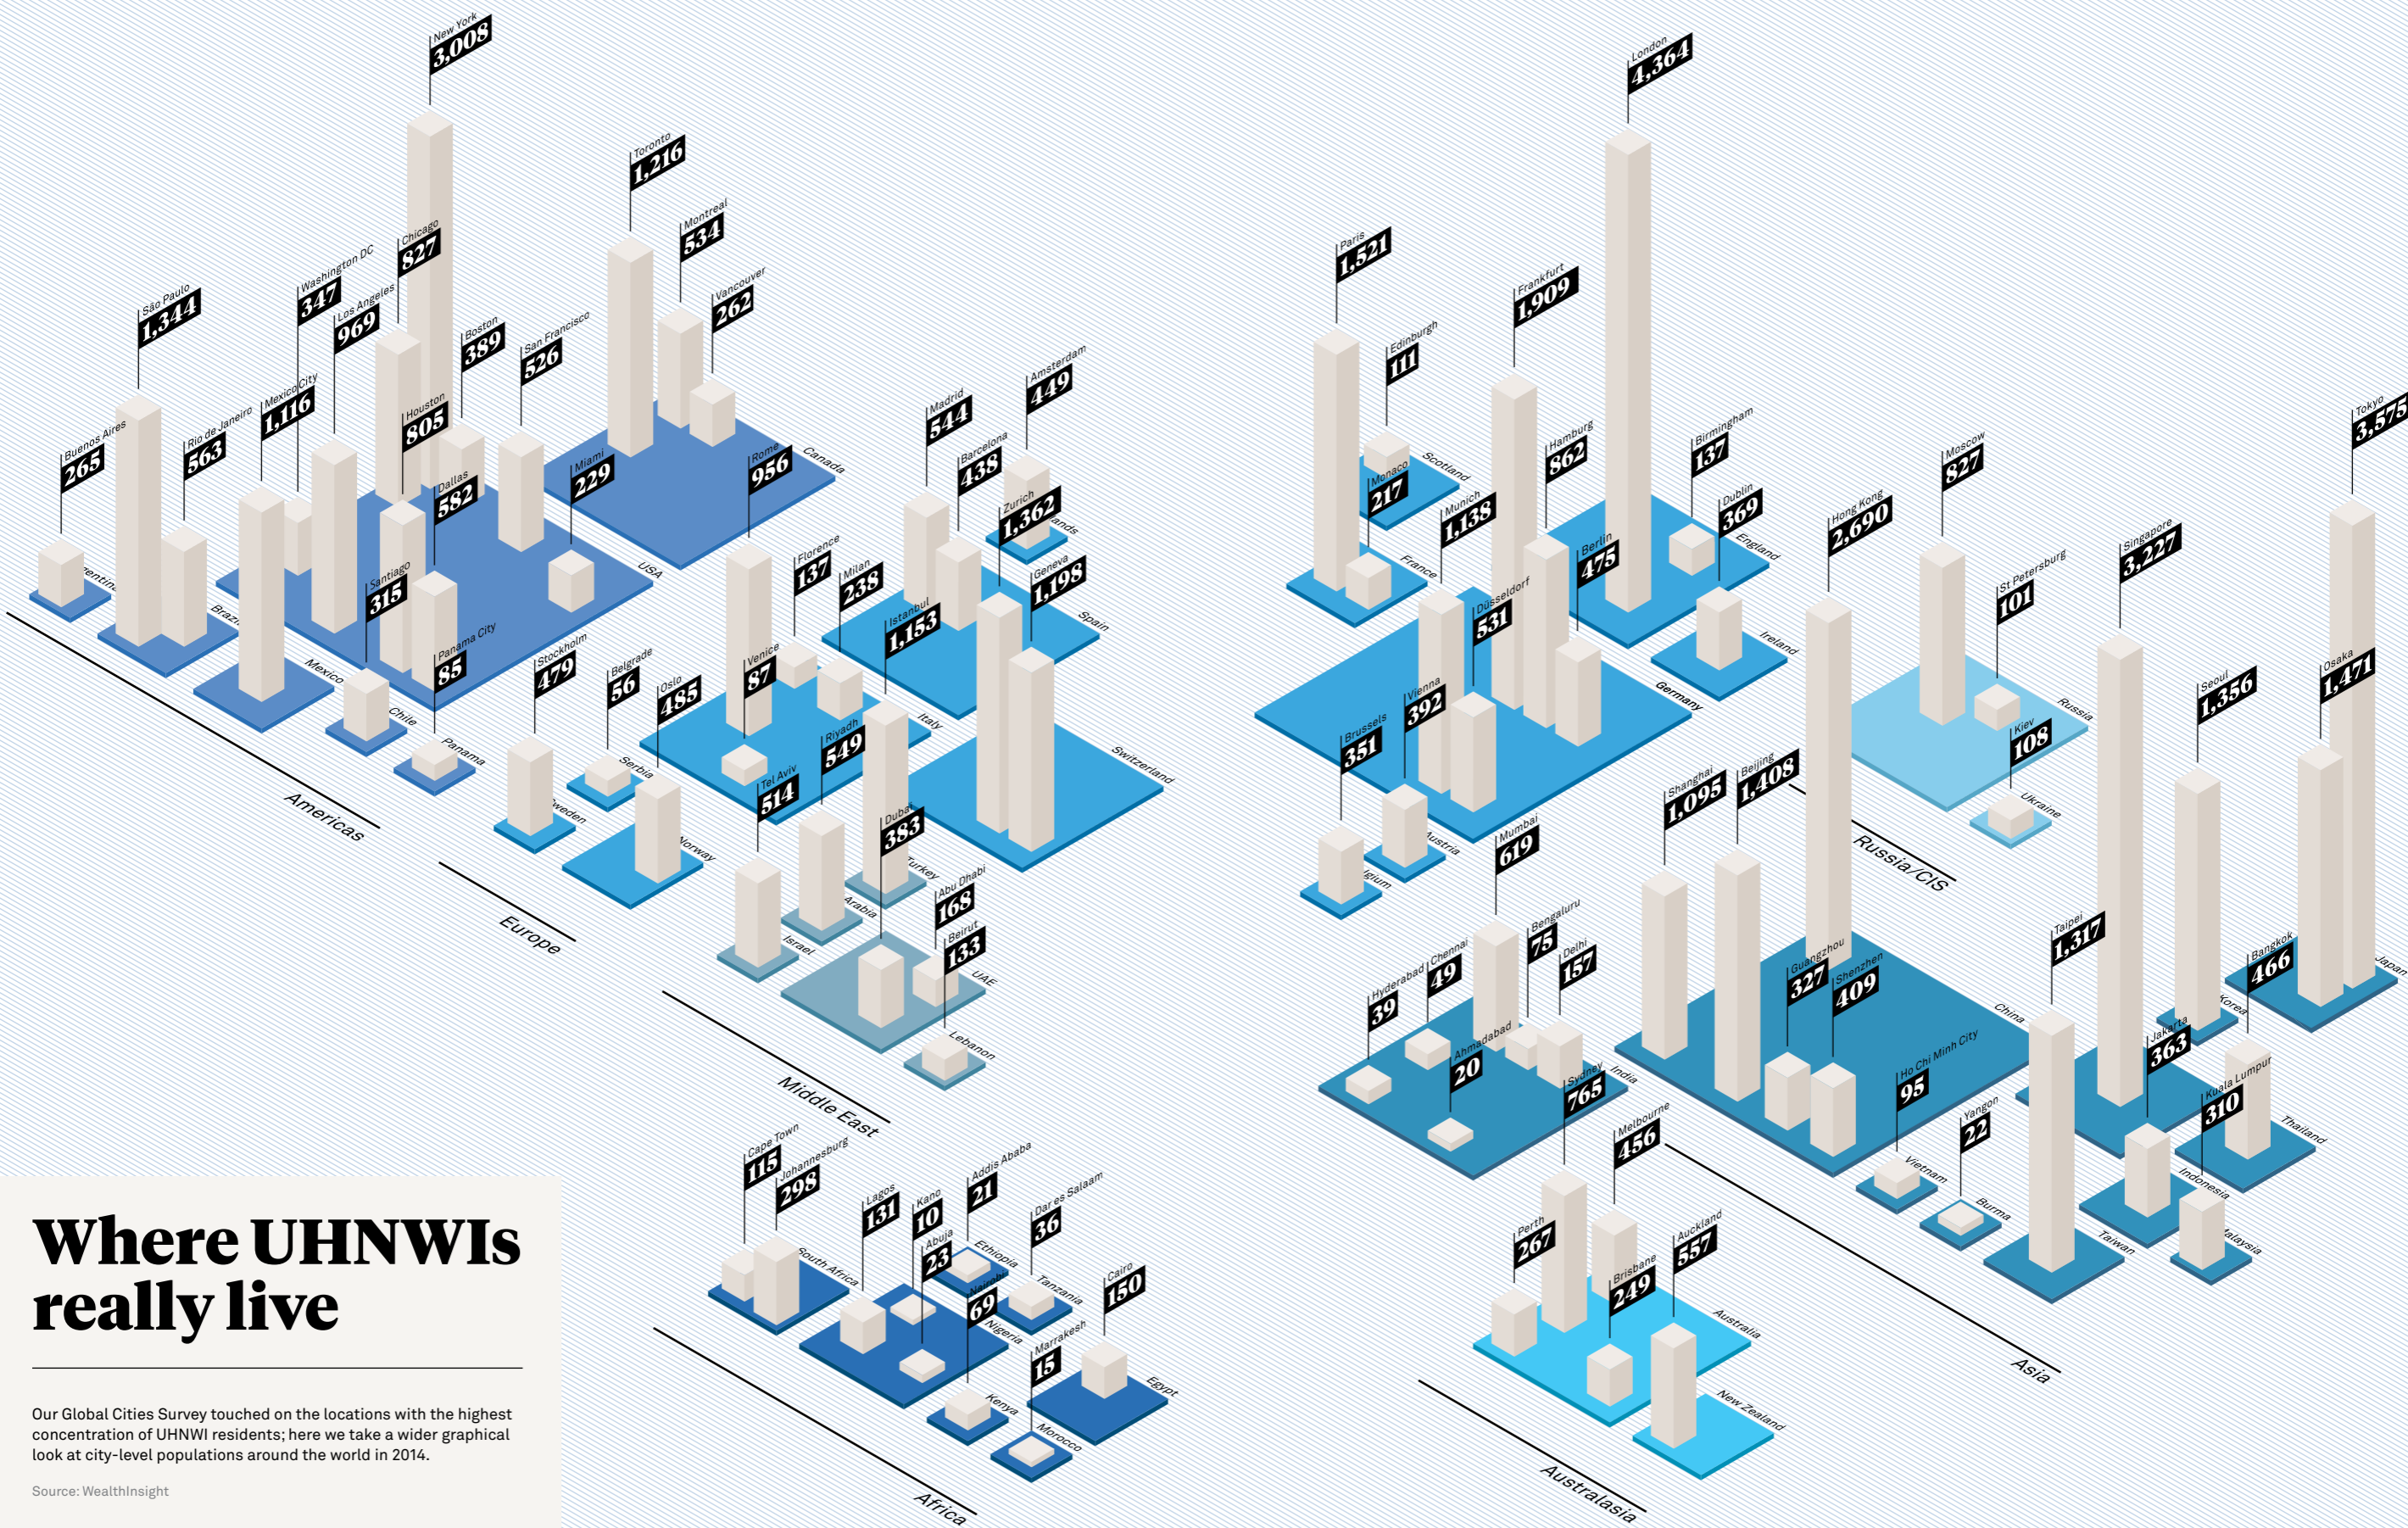 New York
3,008
London
4,364
Toronto
1,216
Montreal
534
Vancouver
262
Canada
Chicago
827
Washington DC
347
Los Angeles
969
Boston
389
San Francisco
526
Houston
805
Dallas
582
Miami
229
USA
São Paulo
1,344
Rio de Janeiro
563
Buenos Aires
265
Mexico City
1,116
Mexico
Santiago
315
Chile
Panama City
85
Panama
Americas
Paris
1,521
Monaco
217
France
Edinburgh
111
Scotland
Frankfurt
1,909
Hamburg
862
Munich
1,138
Berlin
475
Düsseldorf
531
Germany
Birmingham
137
England
Dublin
369
Ireland
Vienna
392
Brussels
351
Amsterdam
449
Madrid
544
Barcelona
438
Spain
Zurich
1,362
Geneva
1,198
Switzerland
Rome
956
Florence
137
Milan
238
Venice
87
Italy
Stockholm
479
Belgrade
56
Serbia
Oslo
485
Norway
Europe
Istanbul
1,153
Turkey
Riyadh
549
Arabia
Tel Aviv
514
Israel
Dubai
383
Abu Dhabi
168
UAE
Beirut
133
Lebanon
Middle East
Moscow
827
St Petersburg
101
Russia
Kiev
108
Ukraine
Russia/CIS
Hong Kong
2,690
Shanghai
1,095
Beijing
1,408
Guangzhou
327
Shenzhen
409
China
Tokyo
3,575
Osaka
1,471
Japan
Singapore
3,227
Seoul
1,356
Korea
Taipei
1,317
Taiwan
Bangkok
466
Thailand
Jakarta
363
Indonesia
Kuala Lumpur
310
Malaysia
Ho Chi Minh City
95
Vietnam
Yangon
22
Burma
Mumbai
619
Bengaluru
75
Delhi
157
Chennai
49
Hyderabad
39
Ahmadabad
20
India
Asia
Cape Town
115
Johannesburg
298
South Africa
Lagos
131
Kano
10
Abuja
23
Nigeria
Addis Ababa
21
Ethiopia
Dar es Salaam
36
Tanzania
Nairobi
69
Kenya
Marrakesh
15
Morocco
Cairo
150
Egypt
Africa
Sydney
765
Melbourne
456
Perth
267
Brisbane
249
Australia
Auckland
557
New Zealand
Australasia
Where UHNWIs
really live
Our Global Cities Survey touched on the locations with the highest
concentration of UHNWI residents; here we take a wider graphical
look at city-level populations around the world in 2014.
Source: WealthInsight